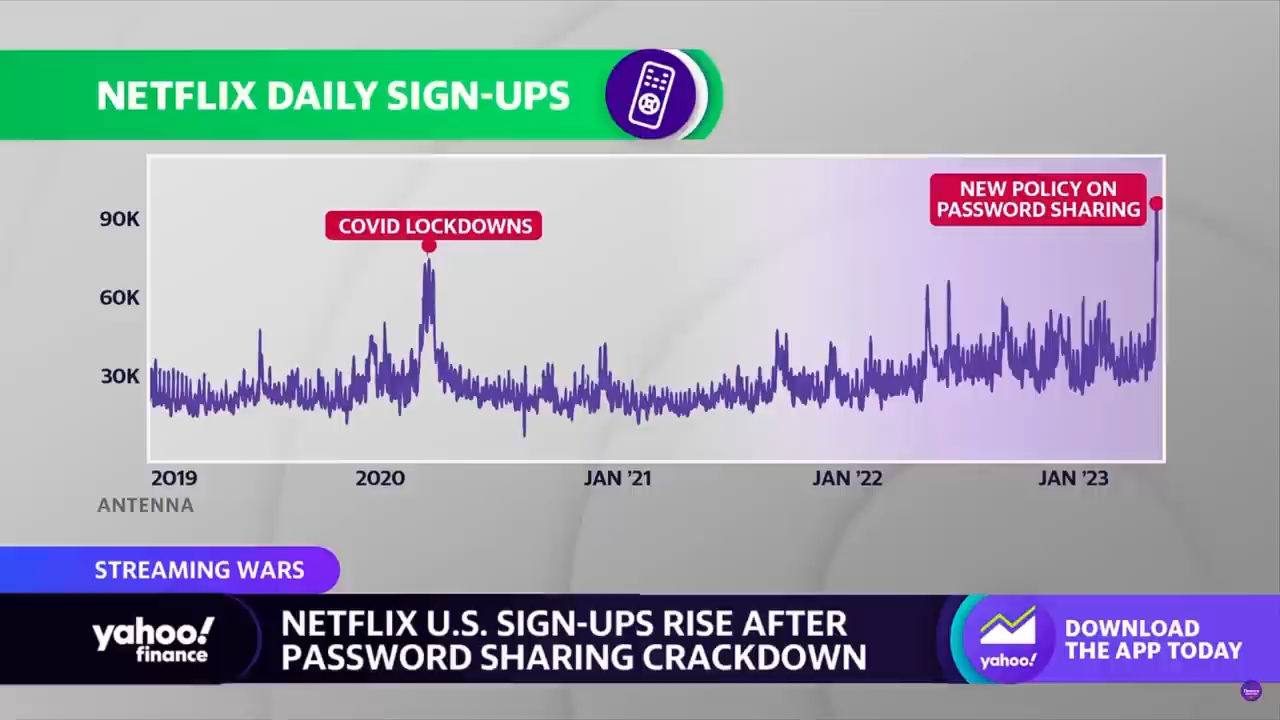 NETFLIX DAILY SIGN-UPS
90K
60K
30K
COVID LOCKDOWNS
NEW POLICY ON
PASSWORD SHARING
2019
2020
JAN '21
JAN '22
JAN '23
ANTENNA
STREAMING WARS
yahoo!
finance
NETFLIX U.S. SIGN-UPS RISE AFTER
PASSWORD SHARING CRACKDOWN
yahoo!
DOWNLOAD
THE APP TODAY